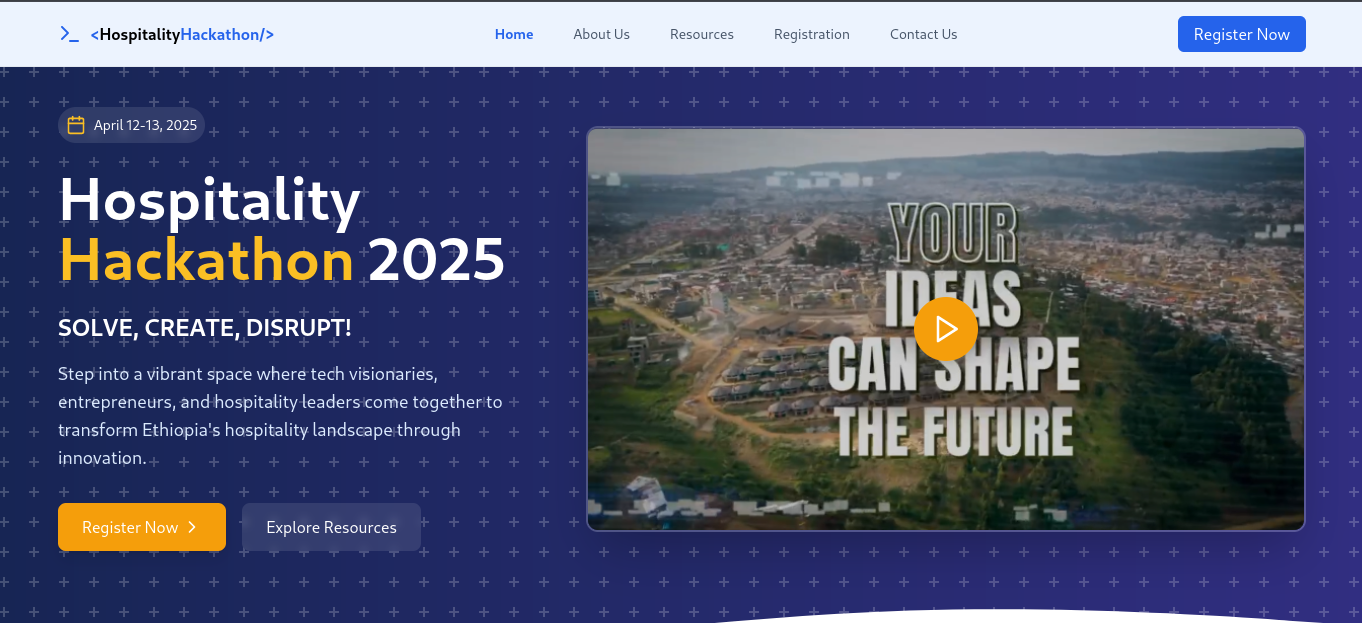 <HospitalityHackathon/>
Home
About Us
Resources
Registration
Contact Us
Register Now
April 12-13, 2025
Hospitality
Hackathon 2025
SOLVE, CREATE, DISRUPT!
Step into a vibrant space where tech visionaries,
entrepreneurs, and hospitality leaders come together to
transform Ethiopia's hospitality landscape through
innovation.
Register Now
Explore Resources
YOUR
IDEAS
CAN SHAPE
THE FUTURE